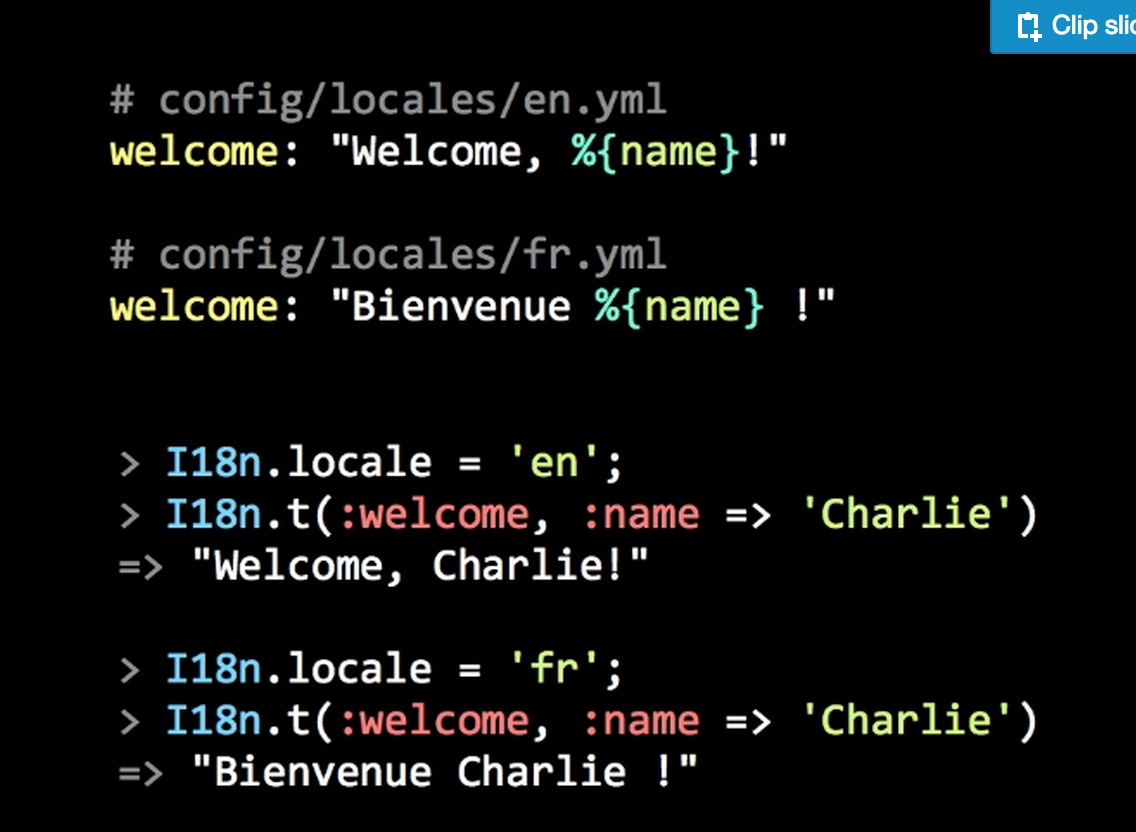 Clip slid
# config/locales/en.yml
welcome: "Welcome, %{name}!"
# config/locales/fr.yml
welcome: "Bienvenue %{name} !"
> I18n.locale = 'en';
> I18n.t(:welcome, :name => 'Charlie')
=> "Welcome, Charlie!"
> I18n.locale = 'fr';
> I18n.t(:welcome, :name => 'Charlie')
=> "Bienvenue Charlie !"